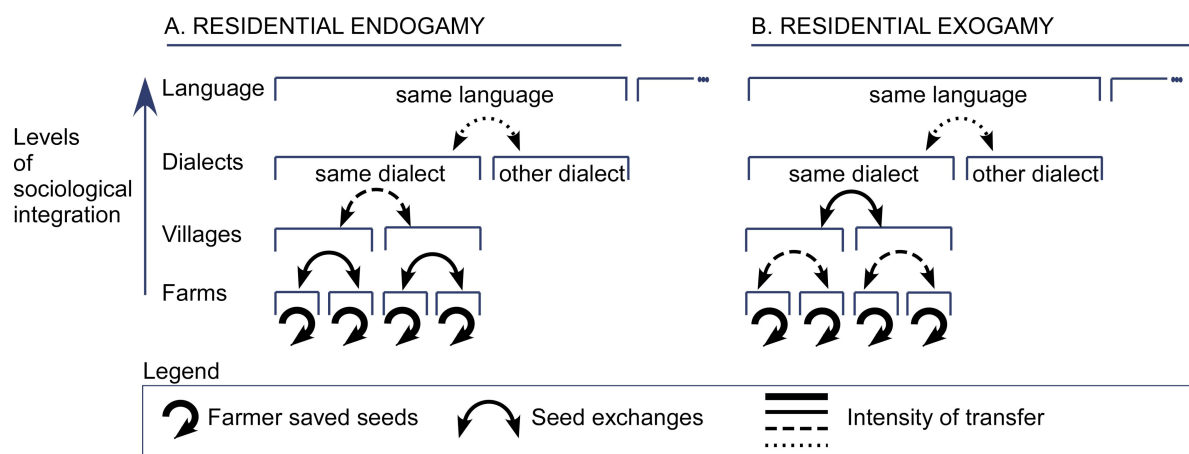 A. RESIDENTIAL ENDOGAMY
B. RESIDENTIAL EXOGAMY
Levels
of
sociological
integration
Language
same language
...
same language
...
Dialects
same dialect
other dialect
same dialect
other dialect
Villages
Farms
Legend
Farmer saved seeds
Seed exchanges
Intensity of transfer